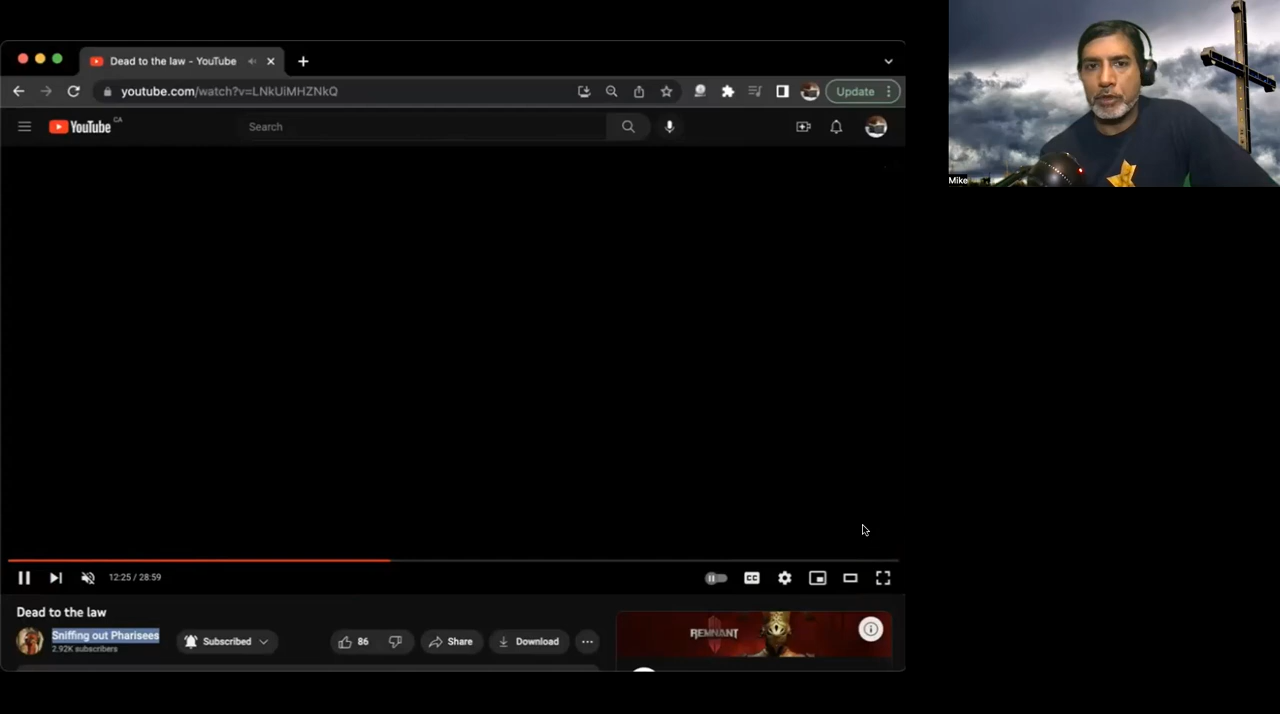 Dead to the law - YouTube
youtube.com/watch?v=LNkUiMHZNkQ
Update
YouTube CA
Search
Mike
12:25 / 28:59
CC
Dead to the law
Sniffing out Pharisees
2.92K subscribers
Subscribed
86
Share
Download
REMNANT